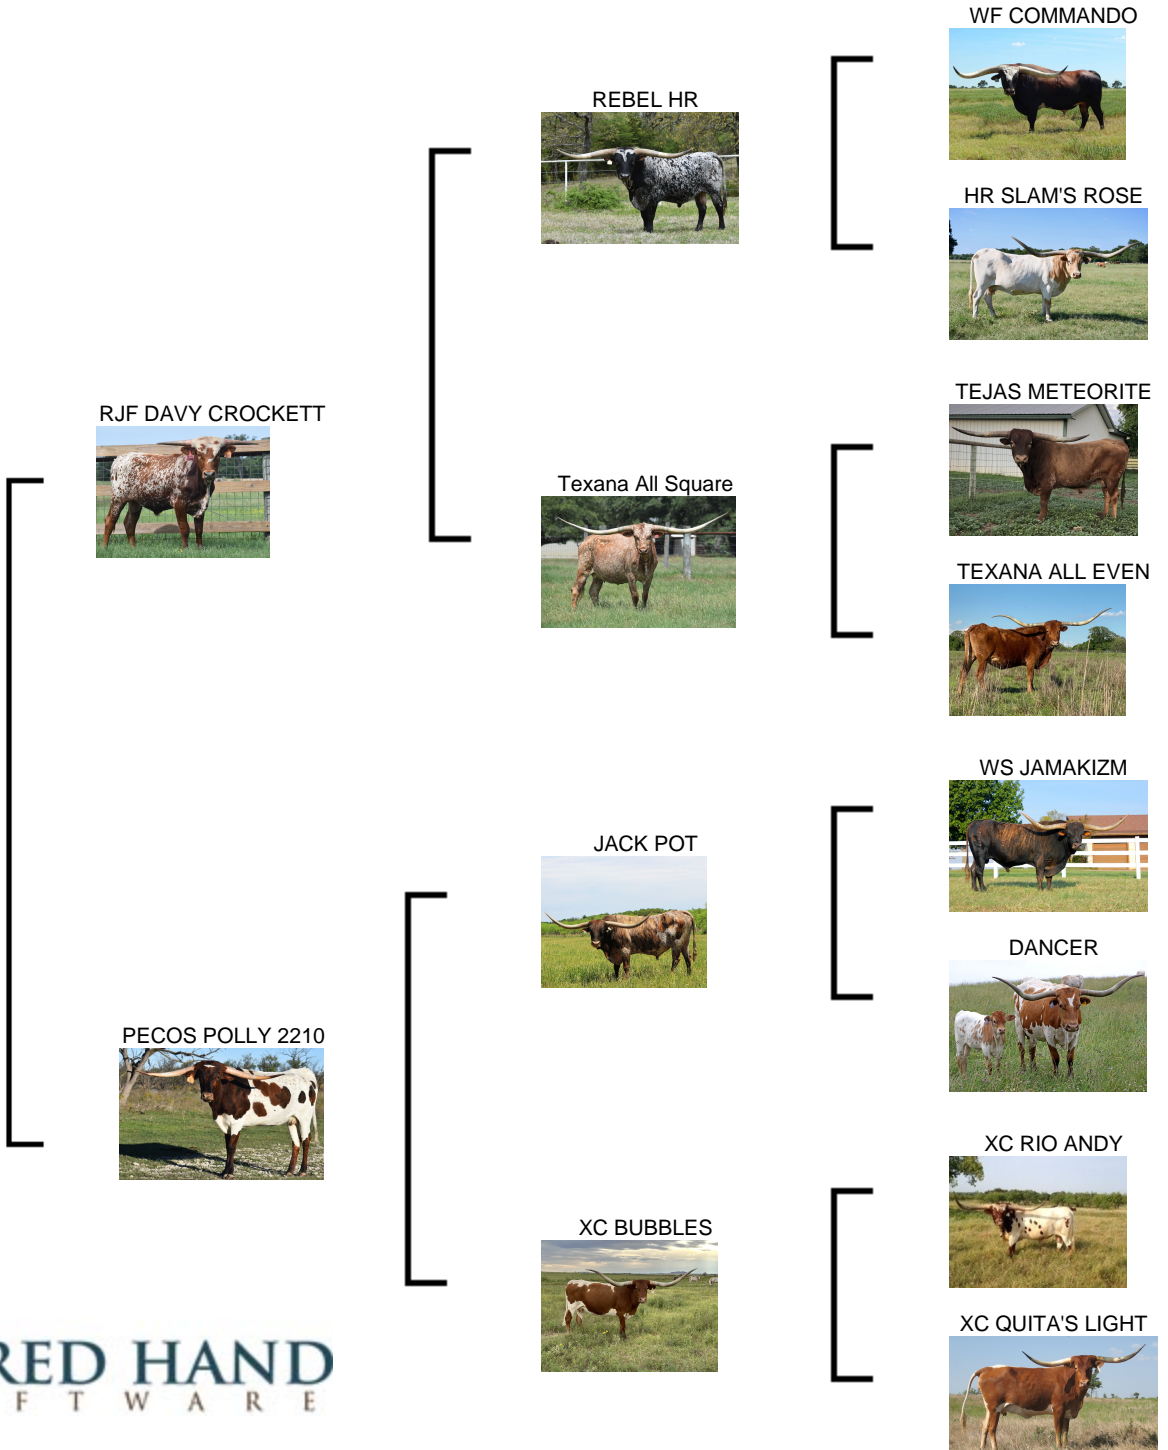 WF COMMANDO
REBEL HR
HR SLAM'S ROSE
TEJAS METEORITE
RJF DAVY CROCKETT
Texana All Square
TEXANA ALL EVEN
WS JAMAKIZM
JACK POT
DANCER
PECOS POLLY 2210
XC RIO ANDY
XC BUBBLES
XC QUITA'S LIGHT
RED HAND
F T W A R E